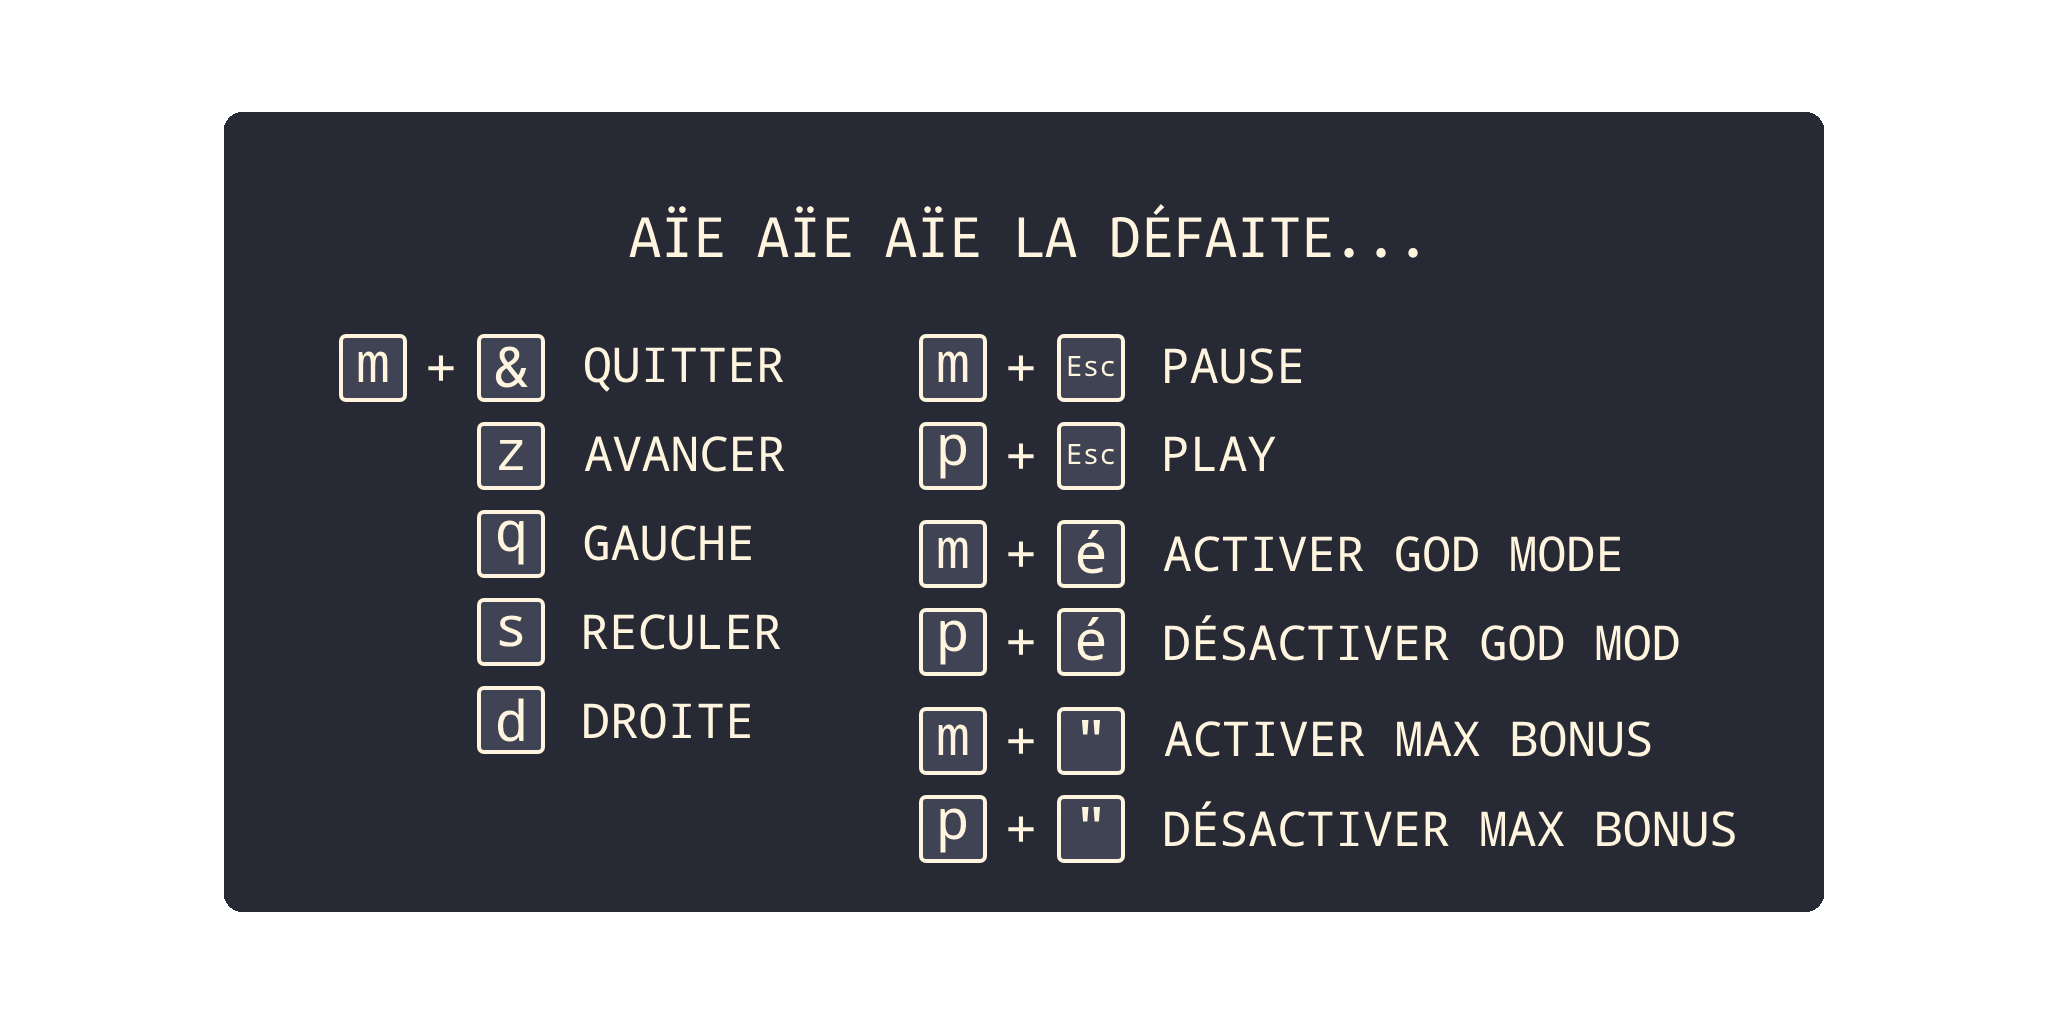 AÏE AÏE AÏE LA DÉFAITE...
m + & QUITTER
z AVANCER
q GAUCHE
s RECULER
d DROITE
m + Esc PAUSE
p + Esc PLAY
m + é ACTIVER GOD MODE
p + é DÉSACTIVER GOD MOD
m + " ACTIVER MAX BONUS
p + " DÉSACTIVER MAX BONUS